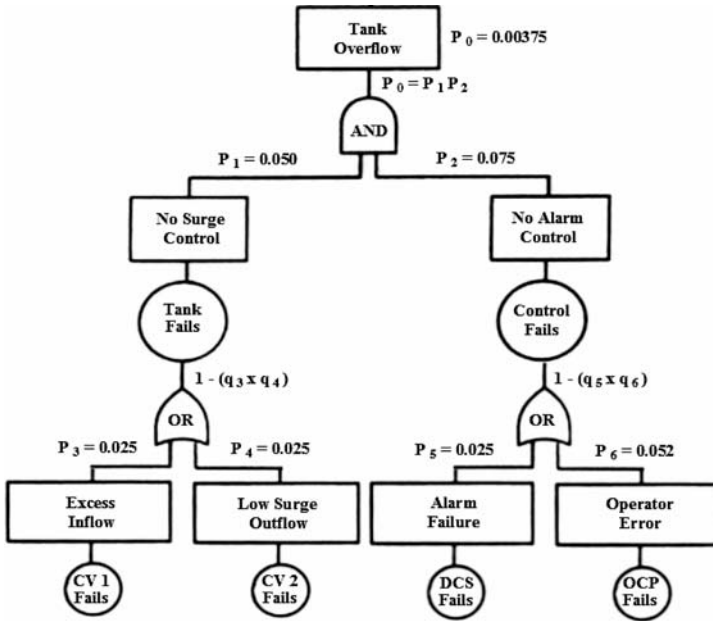 Tank
Overflow
P 0 = 0.00375
P 0 = P 1 P 2
AND
P 1 = 0.050
P 2 = 0.075
No Surge
Control
No Alarm
Control
Tank
Fails
Control
Fails
1 - (q 3 x q 4)
1 - (q 5 x q 6)
OR
OR
P 3 = 0.025
P 4 = 0.025
P 5 = 0.025
P 6 = 0.052
Excess
Inflow
Low Surge
Outflow
Alarm
Failure
Operator
Error
CV 1
Fails
CV 2
Fails
DCS
Fails
OCP
Fails